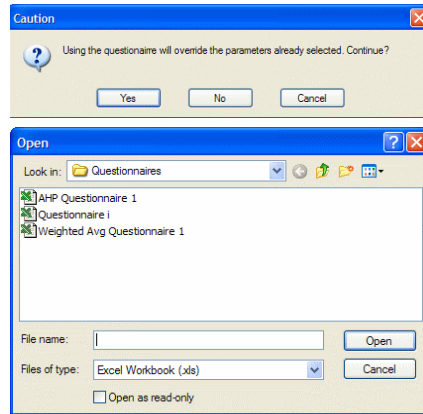 Caution
Using the questionairre will override the parameters already selected. Continue?
Yes No Cancel
Open
Look in: Questionnaires
AHP Questionnaire 1
Questionnaire i
Weighted Avg Questionnaire 1
File name: Open
Files of type: Excel Workbook (.xls) Cancel
Open as read-only